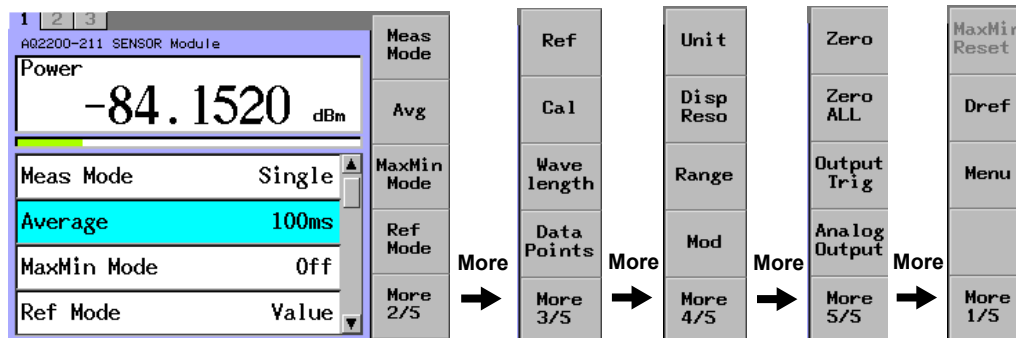 1 2 3
AQ2200-211 SENSOR Module
Power
-84.1520 dBm
Meas Mode Single
Average 100ms
MaxMin Mode Off
Ref Mode Value
Meas
Mode
Avg
MaxMin
Mode
Ref
Mode
More
2/5
More
Ref
Cal
Wave
length
Data
Points
More
3/5
More
Unit
Disp
Reso
Range
Mod
More
4/5
More
Zero
Zero
ALL
Output
Trig
Analog
Output
More
5/5
More
MaxMin
Reset
Dref
Menu
More
1/5